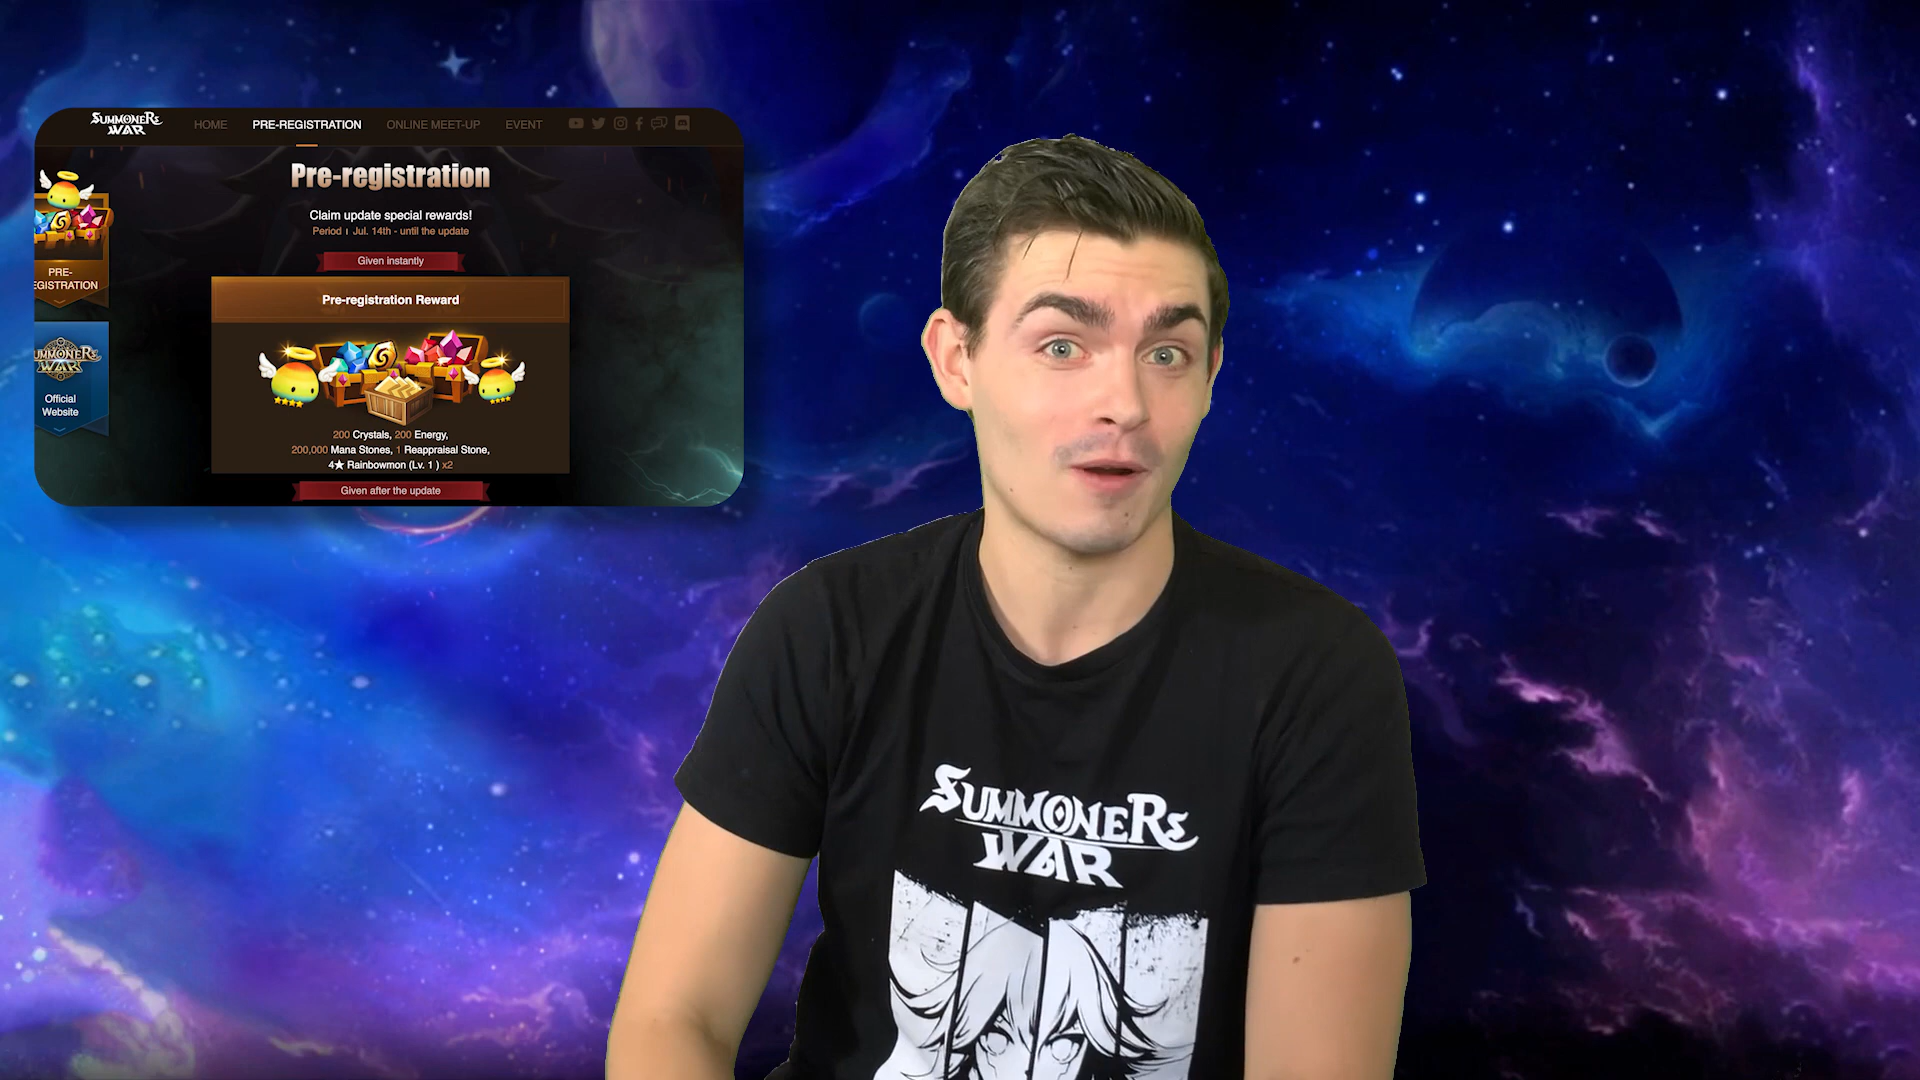 SUMMONERS WAR
HOME PRE-REGISTRATION ONLINE MEET-UP EVENT
Pre-registration
Claim update special rewards!
Period Jul. 14th - until the update
Given instantly
Pre-registration Reward
200 Crystals, 200 Energy,
200,000 Mana Stones, 1 Reappraisal Stone,
4★ Rainbowmon (Lv. 1 ) x2
Given after the update
PRE-
EGISTRATION
UMMONERS
WAR
Official
Website
SUMMONERS
WAR